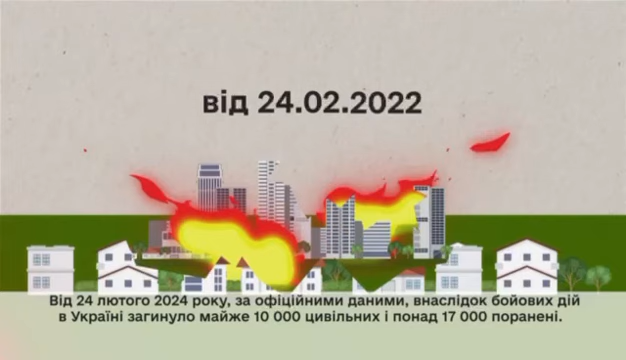 від 24.02.2022
Від 24 лютого 2024 року, за офіційними даними, внаслідок бойових дій
в Україні загинуло майже 10 000 цивільних і понад 17 000 поранені.